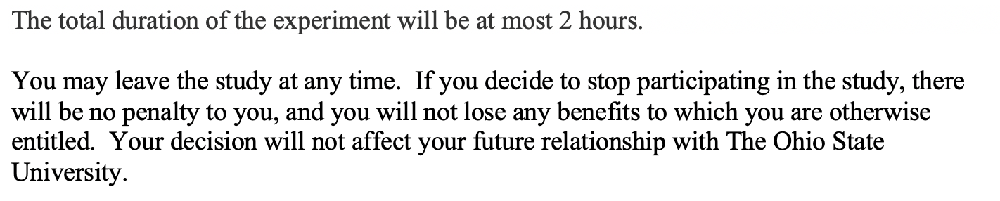 The total duration of the experiment will be at most 2 hours.
You may leave the study at any time.  If you decide to stop participating in the study, there
will be no penalty to you, and you will not lose any benefits to which you are otherwise
entitled.  Your decision will not affect your future relationship with The Ohio State
University.